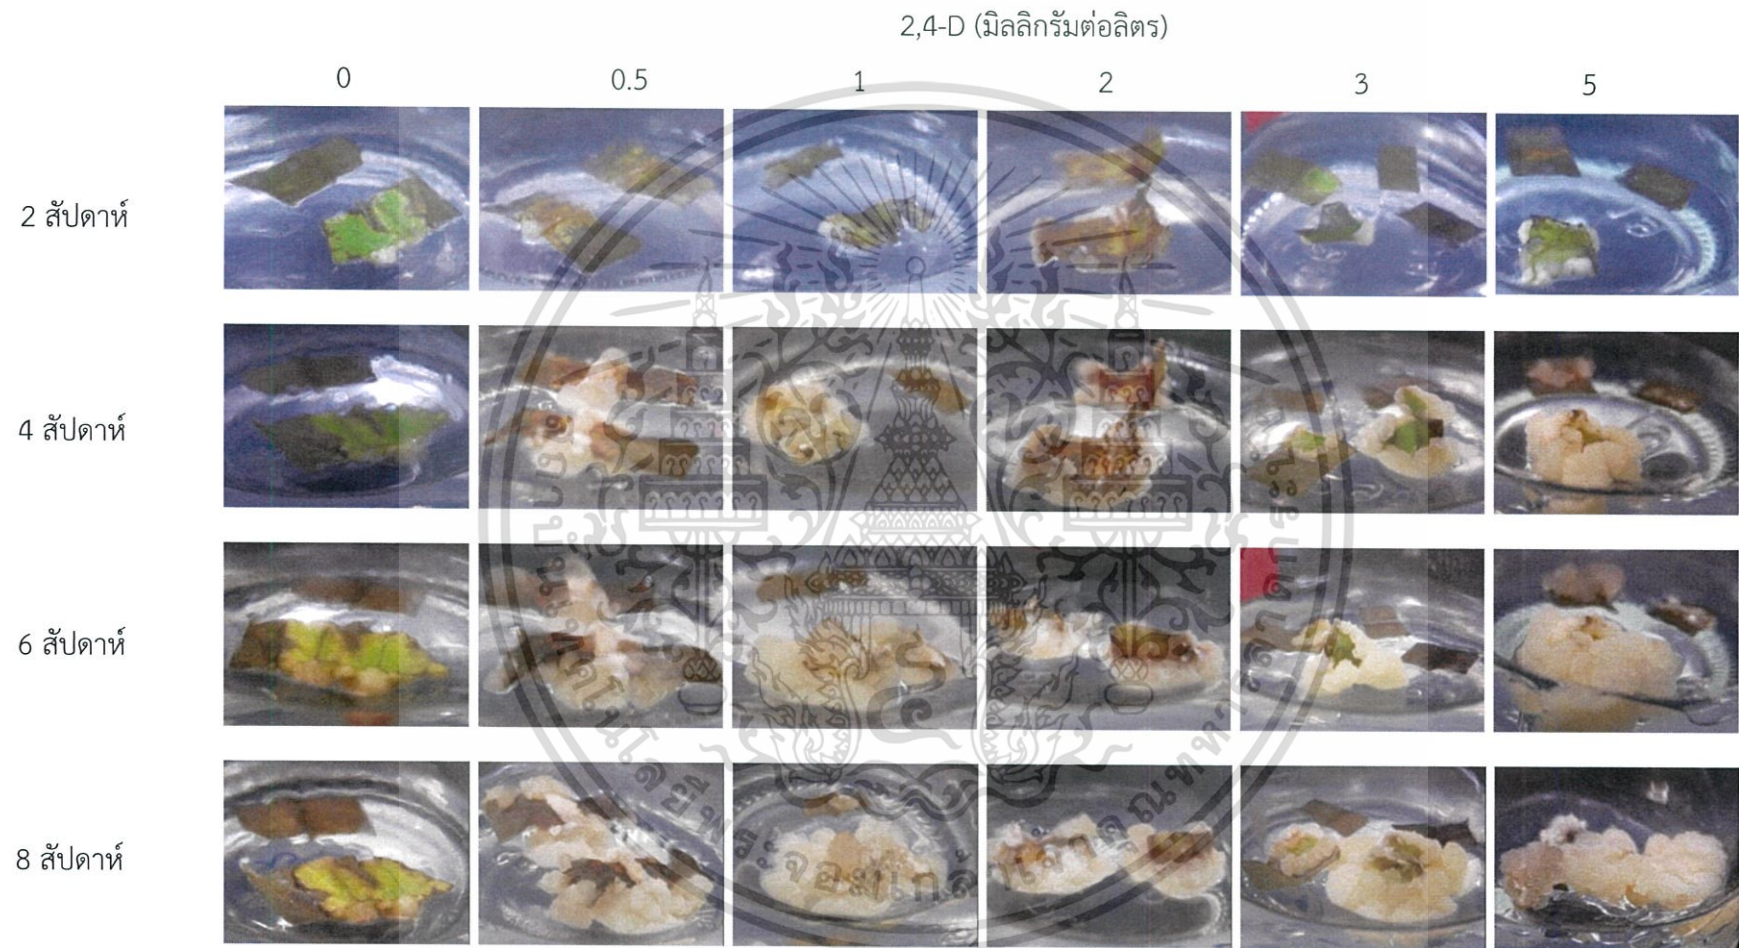 2,4-D (มิลลิกรัมต่อลิตร)
0 0.5 1 2 3 5
2 สัปดาห์
4 สัปดาห์
6 สัปดาห์
8 สัปดาห์